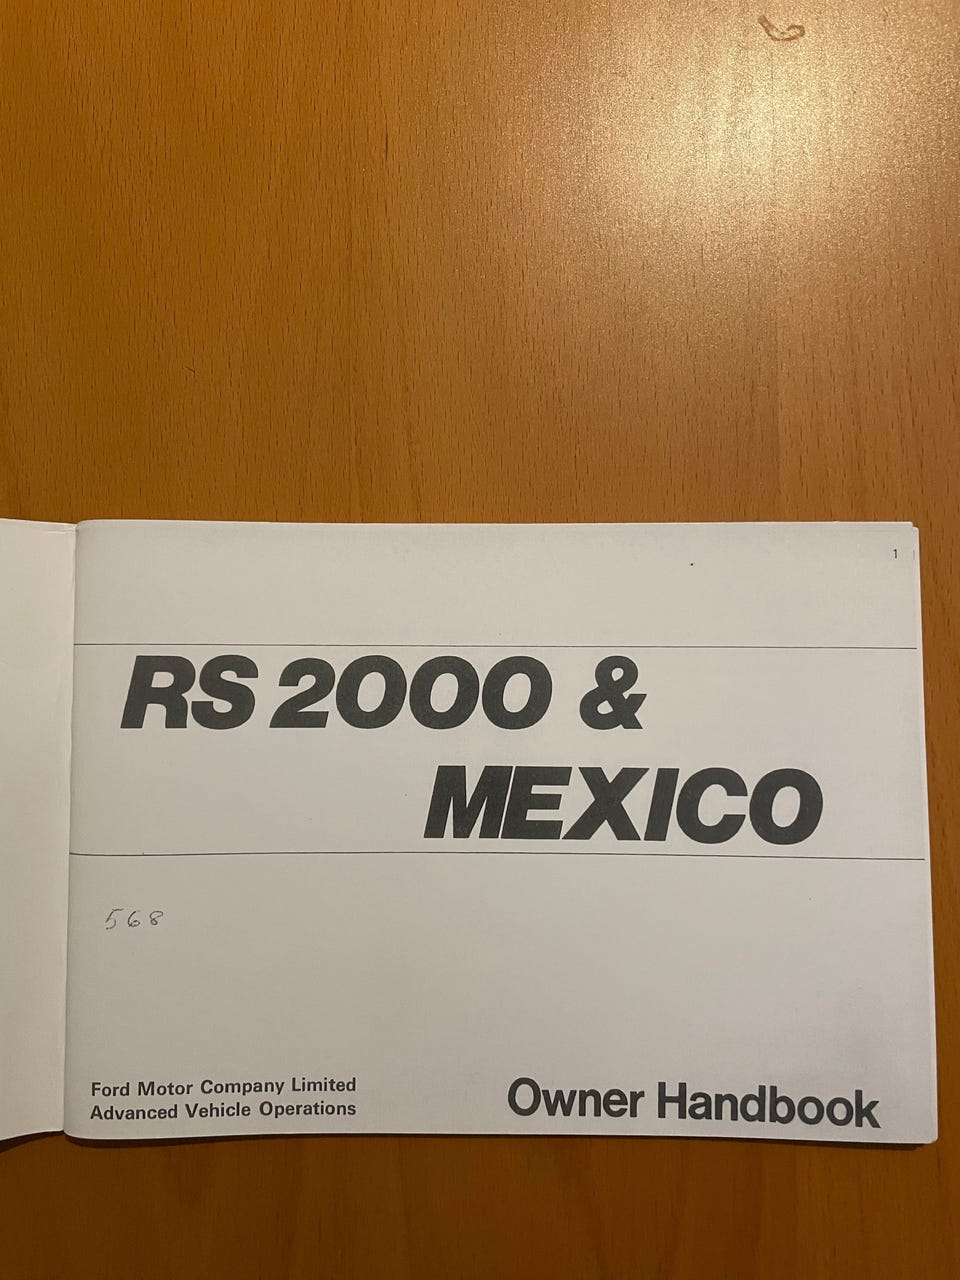 1
RS 2000 &
MEXICO
568
Ford Motor Company Limited
Advanced Vehicle Operations
Owner Handbook